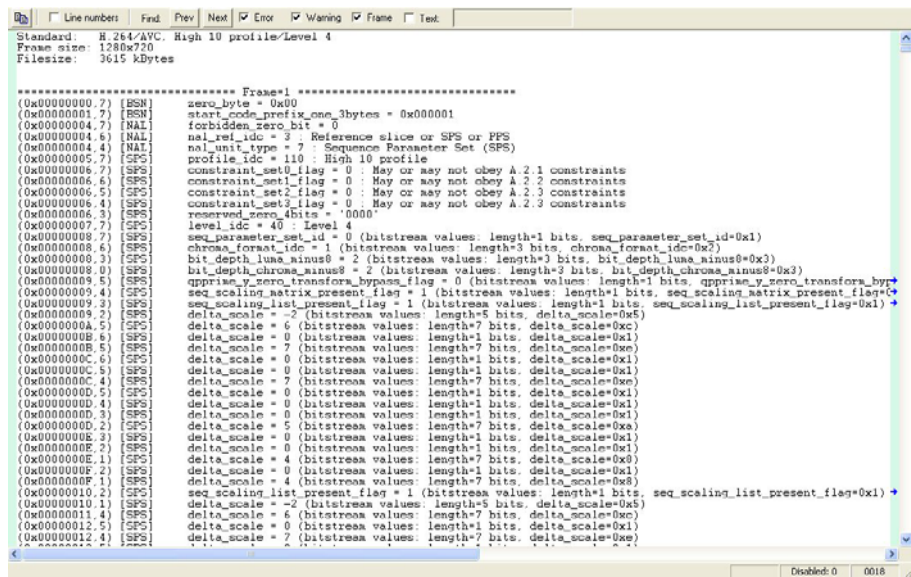 Line numbers Find: Prev Next Error Warning Frame Text:
Standard: H.264/AVC, High 10 profile/Level 4
Frame size: 1280x720
Filesize: 3615 kBytes
================================ Frame=1 ================================
(0x00000000,7) [BSN] zero_byte = 0x00
(0x00000001,7) [BSN] start_code_prefix_one_3bytes = 0x000001
(0x00000004,7) [NAL] forbidden_zero_bit = 0
(0x00000004,6) [NAL] nal_ref_idc = 3 : Reference slice or SPS or PPS
(0x00000004,4) [NAL] nal_unit_type = 7 : Sequence Parameter Set (SPS)
(0x00000005,7) [SPS] profile_idc = 110 : High 10 profile
(0x00000006,7) [SPS] constraint_set0_flag = 0 : May or may not obey A.2.1 constraints
(0x00000006,6) [SPS] constraint_set1_flag = 0 : May or may not obey A.2.2 constraints
(0x00000006,5) [SPS] constraint_set2_flag = 0 : May or may not obey A.2.3 constraints
(0x00000006,4) [SPS] constraint_set3_flag = 0 : May or may not obey A.2.3 constraints
(0x00000006,3) [SPS] reserved_zero_4bits = '0000'
(0x00000007,7) [SPS] level_idc = 40 : Level 4
(0x00000008,7) [SPS] seq_parameter_set_id = 0 (bitstream values: length=1 bits, seq_parameter_set_id=0x1)
(0x00000008,6) [SPS] chroma_format_idc = 1 (bitstream values: length=3 bits, chroma_format_idc=0x2)
(0x00000008,3) [SPS] bit_depth_luma_minus8 = 2 (bitstream values: length=3 bits, bit_depth_luma_minus8=0x3)
(0x00000008,0) [SPS] bit_depth_chroma_minus8 = 2 (bitstream values: length=3 bits, bit_depth_chroma_minus8=0x3)
(0x00000009,5) [SPS] qpprime_y_zero_transform_bypass_flag = 0 (bitstream values: length=1 bits, qpprime_y_zero_transform_byp
(0x00000009,4) [SPS] seq_scaling_matrix_present_flag = 1 (bitstream values: length=1 bits, seq_scaling_matrix_present_flag=0
(0x00000009,3) [SPS] seq_scaling_list_present_flag = 1 (bitstream values: length=1 bits, seq_scaling_list_present_flag=0x1)
(0x00000009,2) [SPS] delta_scale = -2 (bitstream values: length=5 bits, delta_scale=0x5)
(0x0000000A,5) [SPS] delta_scale = 6 (bitstream values: length=7 bits, delta_scale=0xc)
(0x0000000B,6) [SPS] delta_scale = 0 (bitstream values: length=1 bits, delta_scale=0x1)
(0x0000000B,5) [SPS] delta_scale = 7 (bitstream values: length=7 bits, delta_scale=0xe)
(0x0000000C,6) [SPS] delta_scale = 0 (bitstream values: length=1 bits, delta_scale=0x1)
(0x0000000C,5) [SPS] delta_scale = 0 (bitstream values: length=1 bits, delta_scale=0x1)
(0x0000000C,4) [SPS] delta_scale = 7 (bitstream values: length=7 bits, delta_scale=0xe)
(0x0000000D,5) [SPS] delta_scale = 0 (bitstream values: length=1 bits, delta_scale=0x1)
(0x0000000D,4) [SPS] delta_scale = 0 (bitstream values: length=1 bits, delta_scale=0x1)
(0x0000000D,3) [SPS] delta_scale = 0 (bitstream values: length=1 bits, delta_scale=0x1)
(0x0000000D,2) [SPS] delta_scale = 5 (bitstream values: length=7 bits, delta_scale=0xa)
(0x0000000E,3) [SPS] delta_scale = 0 (bitstream values: length=1 bits, delta_scale=0x1)
(0x0000000E,2) [SPS] delta_scale = 0 (bitstream values: length=1 bits, delta_scale=0x1)
(0x0000000E,1) [SPS] delta_scale = 4 (bitstream values: length=7 bits, delta_scale=0x8)
(0x0000000F,2) [SPS] delta_scale = 0 (bitstream values: length=1 bits, delta_scale=0x1)
(0x0000000F,1) [SPS] delta_scale = 4 (bitstream values: length=7 bits, delta_scale=0x8)
(0x00000010,2) [SPS] seq_scaling_list_present_flag = 1 (bitstream values: length=1 bits, seq_scaling_list_present_flag=0x1)
(0x00000010,1) [SPS] delta_scale = -2 (bitstream values: length=5 bits, delta_scale=0x5)
(0x00000011,4) [SPS] delta_scale = 6 (bitstream values: length=7 bits, delta_scale=0xc)
(0x00000012,5) [SPS] delta_scale = 0 (bitstream values: length=1 bits, delta_scale=0x1)
(0x00000012,4) [SPS] delta_scale = 7 (bitstream values: length=7 bits, delta_scale=0xe)
Disabled: 0 0018